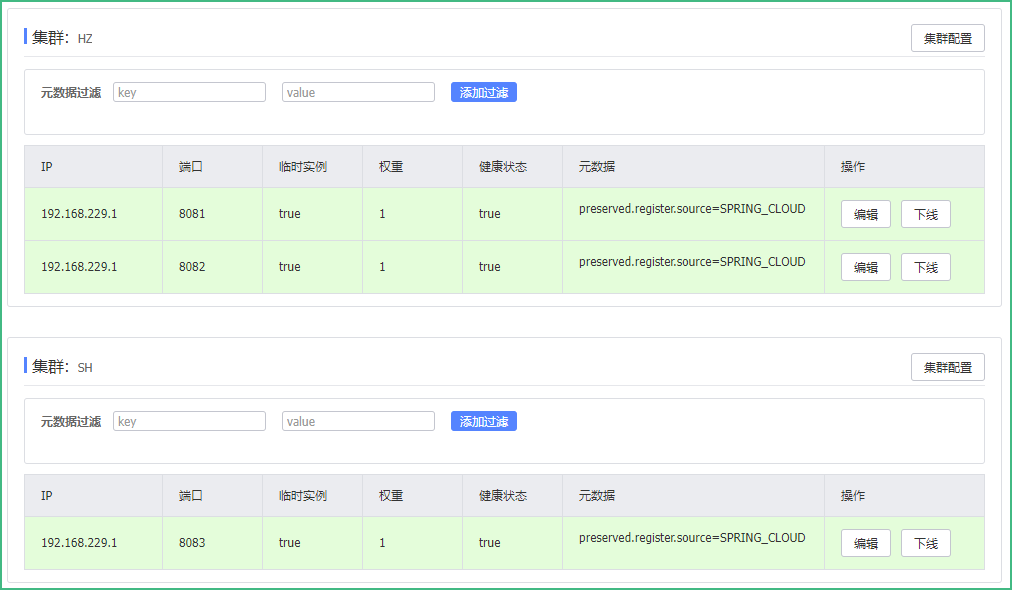 集群: HZ 集群配置
元数据过滤 key value 添加过滤
IP 端口 临时实例 权重 健康状态 元数据 操作
192.168.229.1 8081 true 1 true preserved.register.source=SPRING_CLOUD 编辑 下线
192.168.229.1 8082 true 1 true preserved.register.source=SPRING_CLOUD 编辑 下线
集群: SH 集群配置
元数据过滤 key value 添加过滤
IP 端口 临时实例 权重 健康状态 元数据 操作
192.168.229.1 8083 true 1 true preserved.register.source=SPRING_CLOUD 编辑 下线